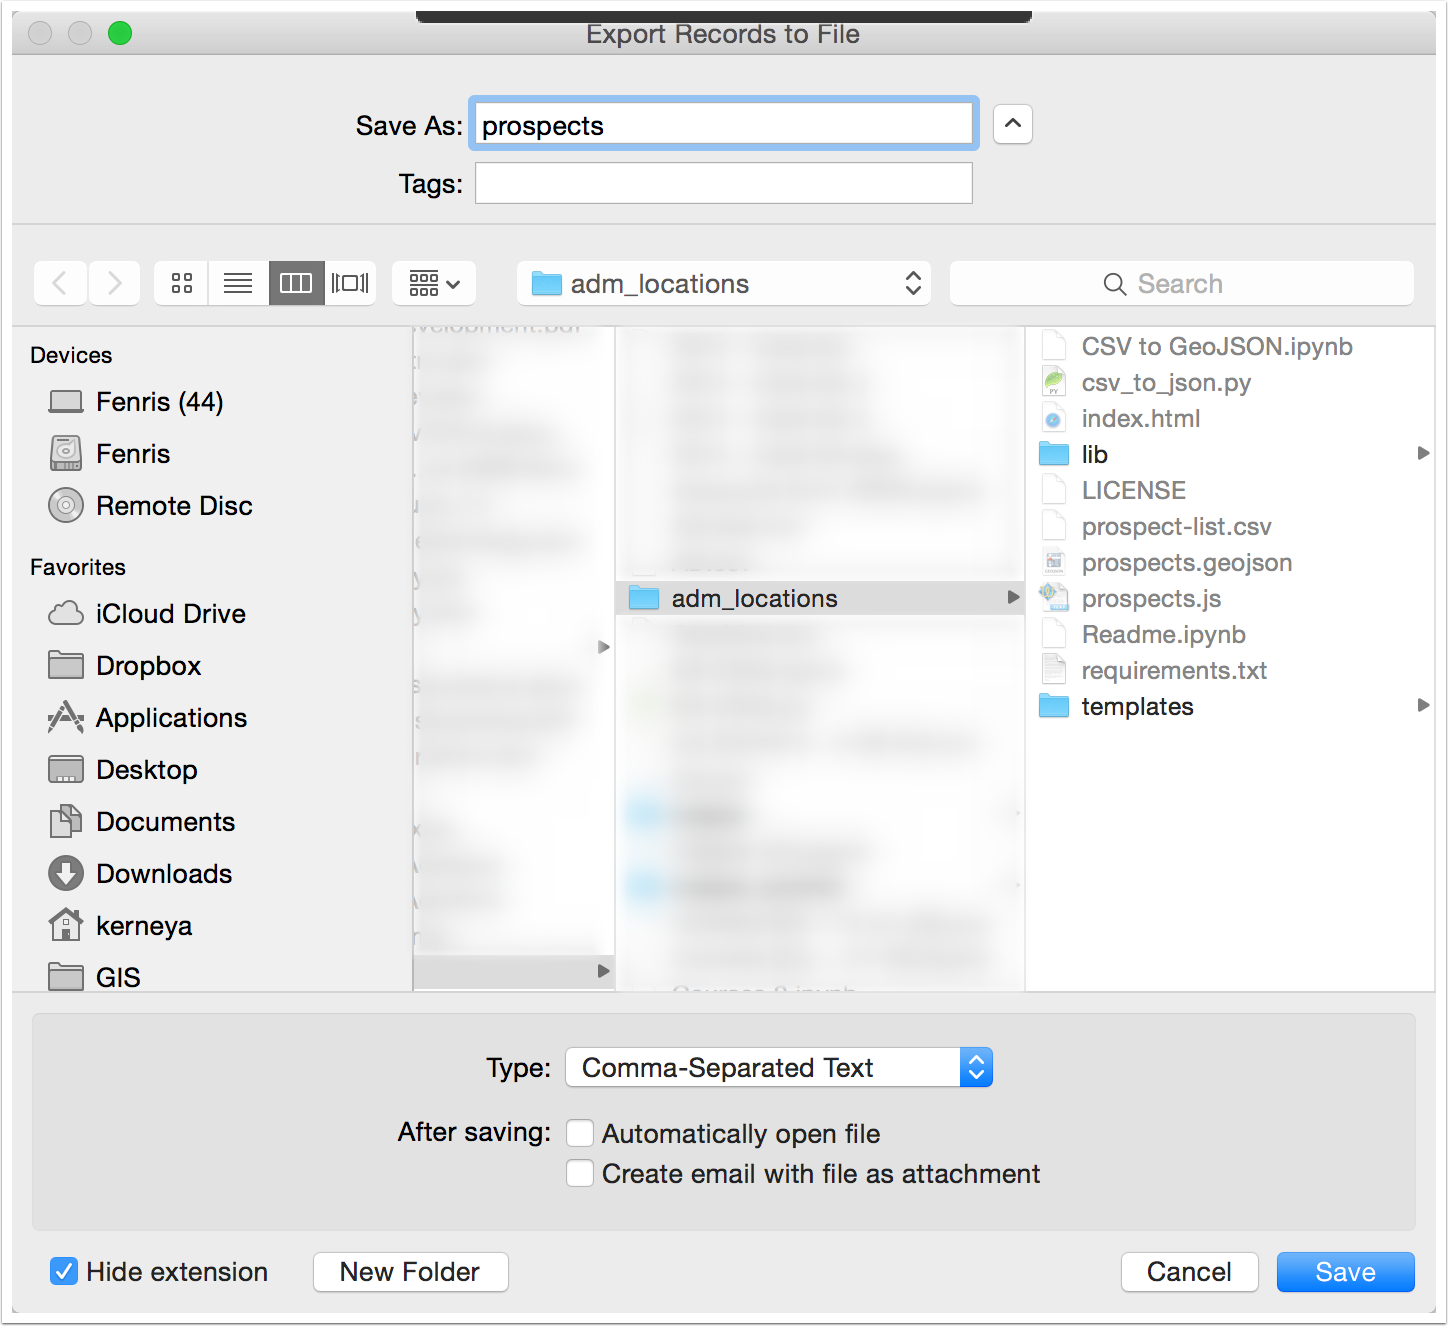 Export Records to File
Save As: prospects
Tags:
adm_locations
Search
Devices
Fenris (44)
Fenris
Remote Disc
Favorites
iCloud Drive
Dropbox
Applications
Desktop
Documents
Downloads
kerneya
GIS
adm_locations
CSV to GeoJSON.ipynb
csv_to_json.py
index.html
lib
LICENSE
prospect-list.csv
prospects.geojson
prospects.js
Readme.ipynb
requirements.txt
templates
Type: Comma-Separated Text
After saving: Automatically open file
Create email with file as attachment
Hide extension
New Folder
Cancel
Save